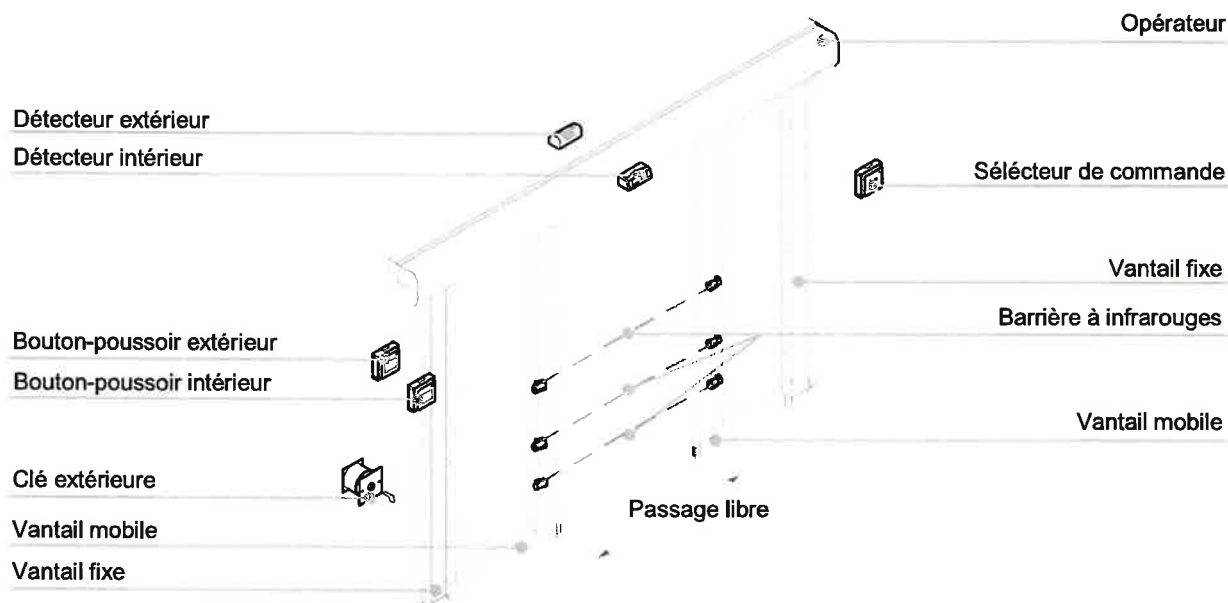 Opérateur
Détecteur extérieur
Détecteur intérieur
Sélécteur de commande
Vantail fixe
Barrière à infrarouges
Bouton-poussoir extérieur
Bouton-poussoir intérieur
Vantail mobile
Clé extérieure
Passage libre
Vantail mobile
Vantail fixe